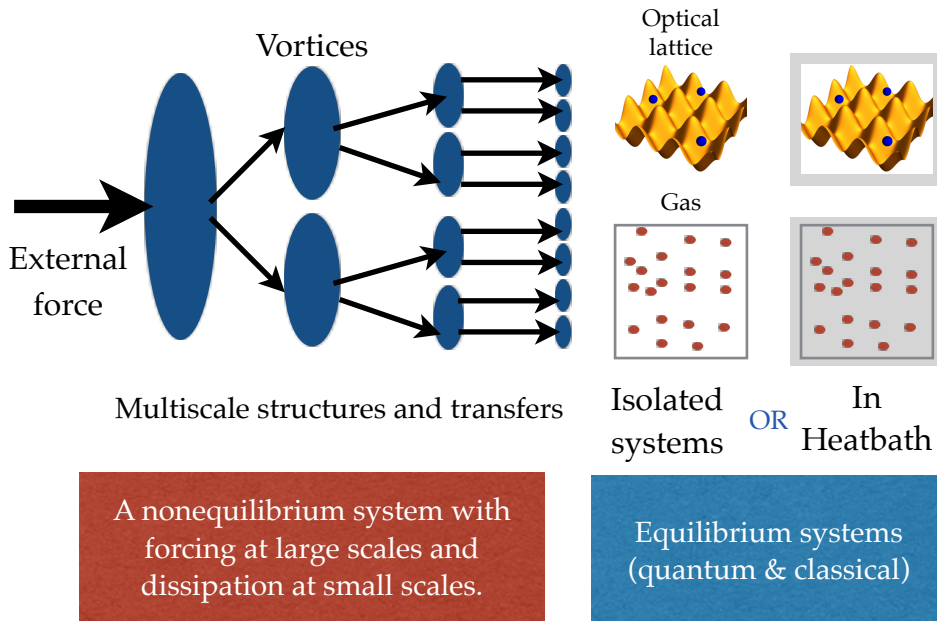 Vortices
External
force
Multiscale structures and transfers
A nonequilibrium system with
forcing at large scales and
dissipation at small scales.
Optical
lattice
Gas
Isolated
systems
OR
In
Heatbath
Equilibrium systems
(quantum & classical)